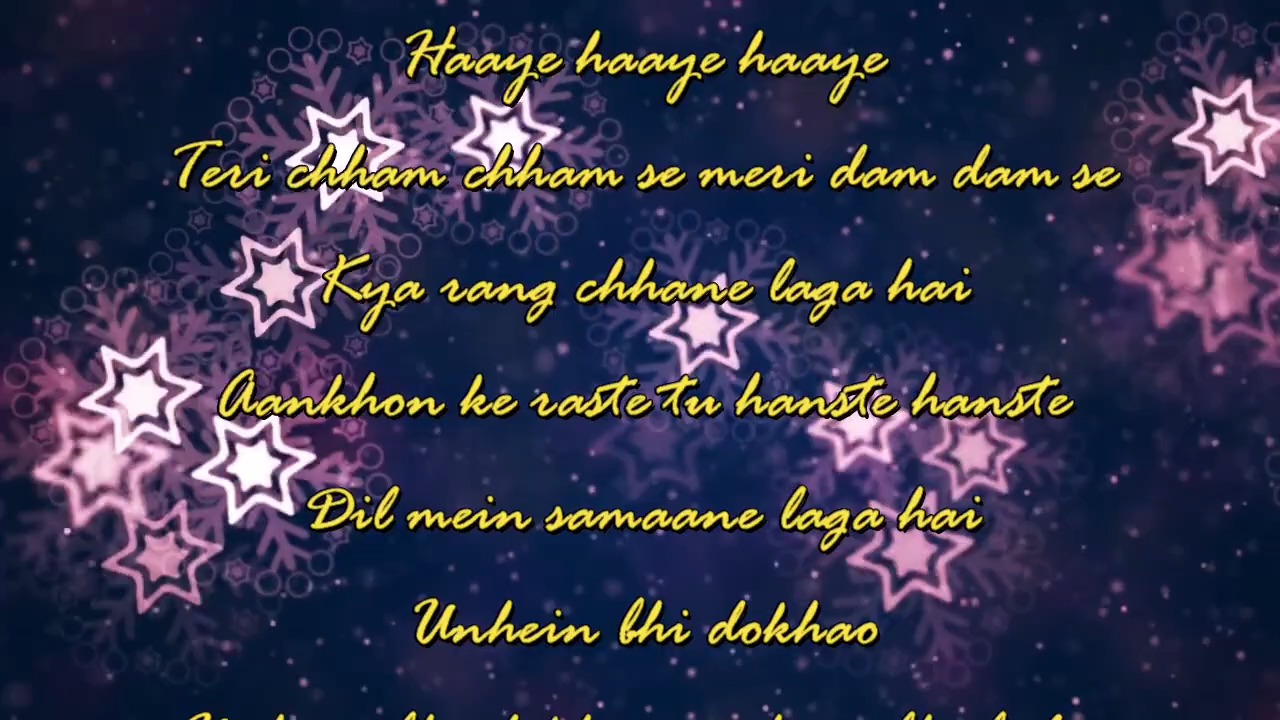 Haaye haaye haaye
Teri chham chham se meri dam dam se
Kya rang chhane laga hai
Aankhon ke raste tu hanste hanste
Dil mein samaane laga hai
Unhein bhi dokhao